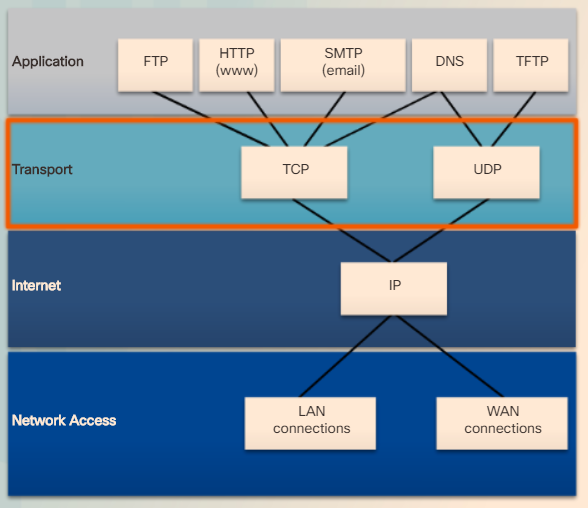 Application
FTP
HTTP
(www)
SMTP
(email)
DNS
TFTP
Transport
TCP
UDP
Internet
IP
Network Access
LAN
connections
WAN
connections